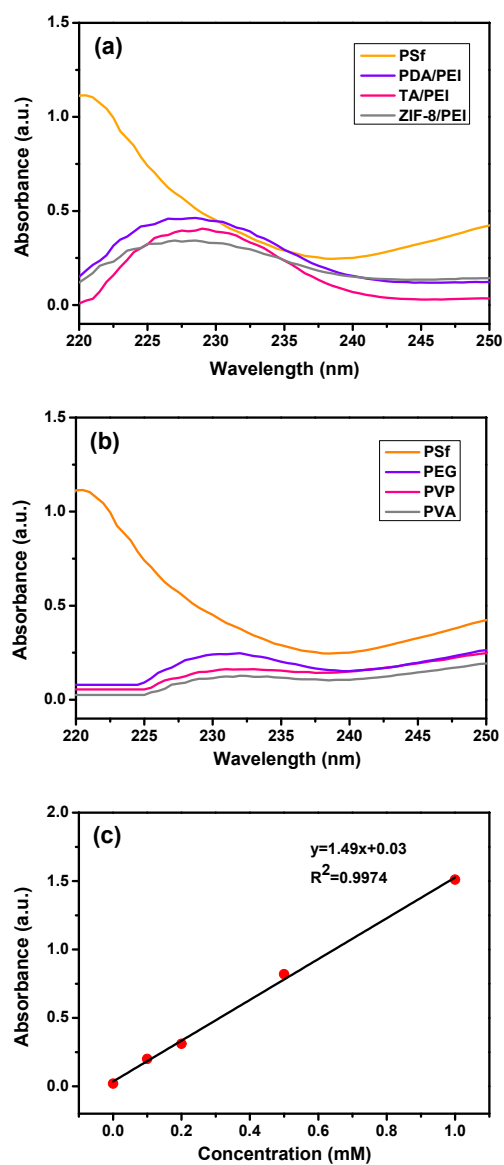 (a)
PSf
PDA/PEI
TA/PEI
ZIF-8/PEI
1.5
1.0
0.5
0.0
Absorbance (a.u.)
220 225 230 235 240 245 250
Wavelength (nm)
(b)
PSf
PEG
PVP
PVA
1.5
1.0
0.5
0.0
Absorbance (a.u.)
220 225 230 235 240 245 250
Wavelength (nm)
(c)
y=1.49x+0.03
R²=0.9974
2.0
1.5
1.0
0.5
0.0
Absorbance (a.u.)
0.0 0.2 0.4 0.6 0.8 1.0
Concentration (mM)